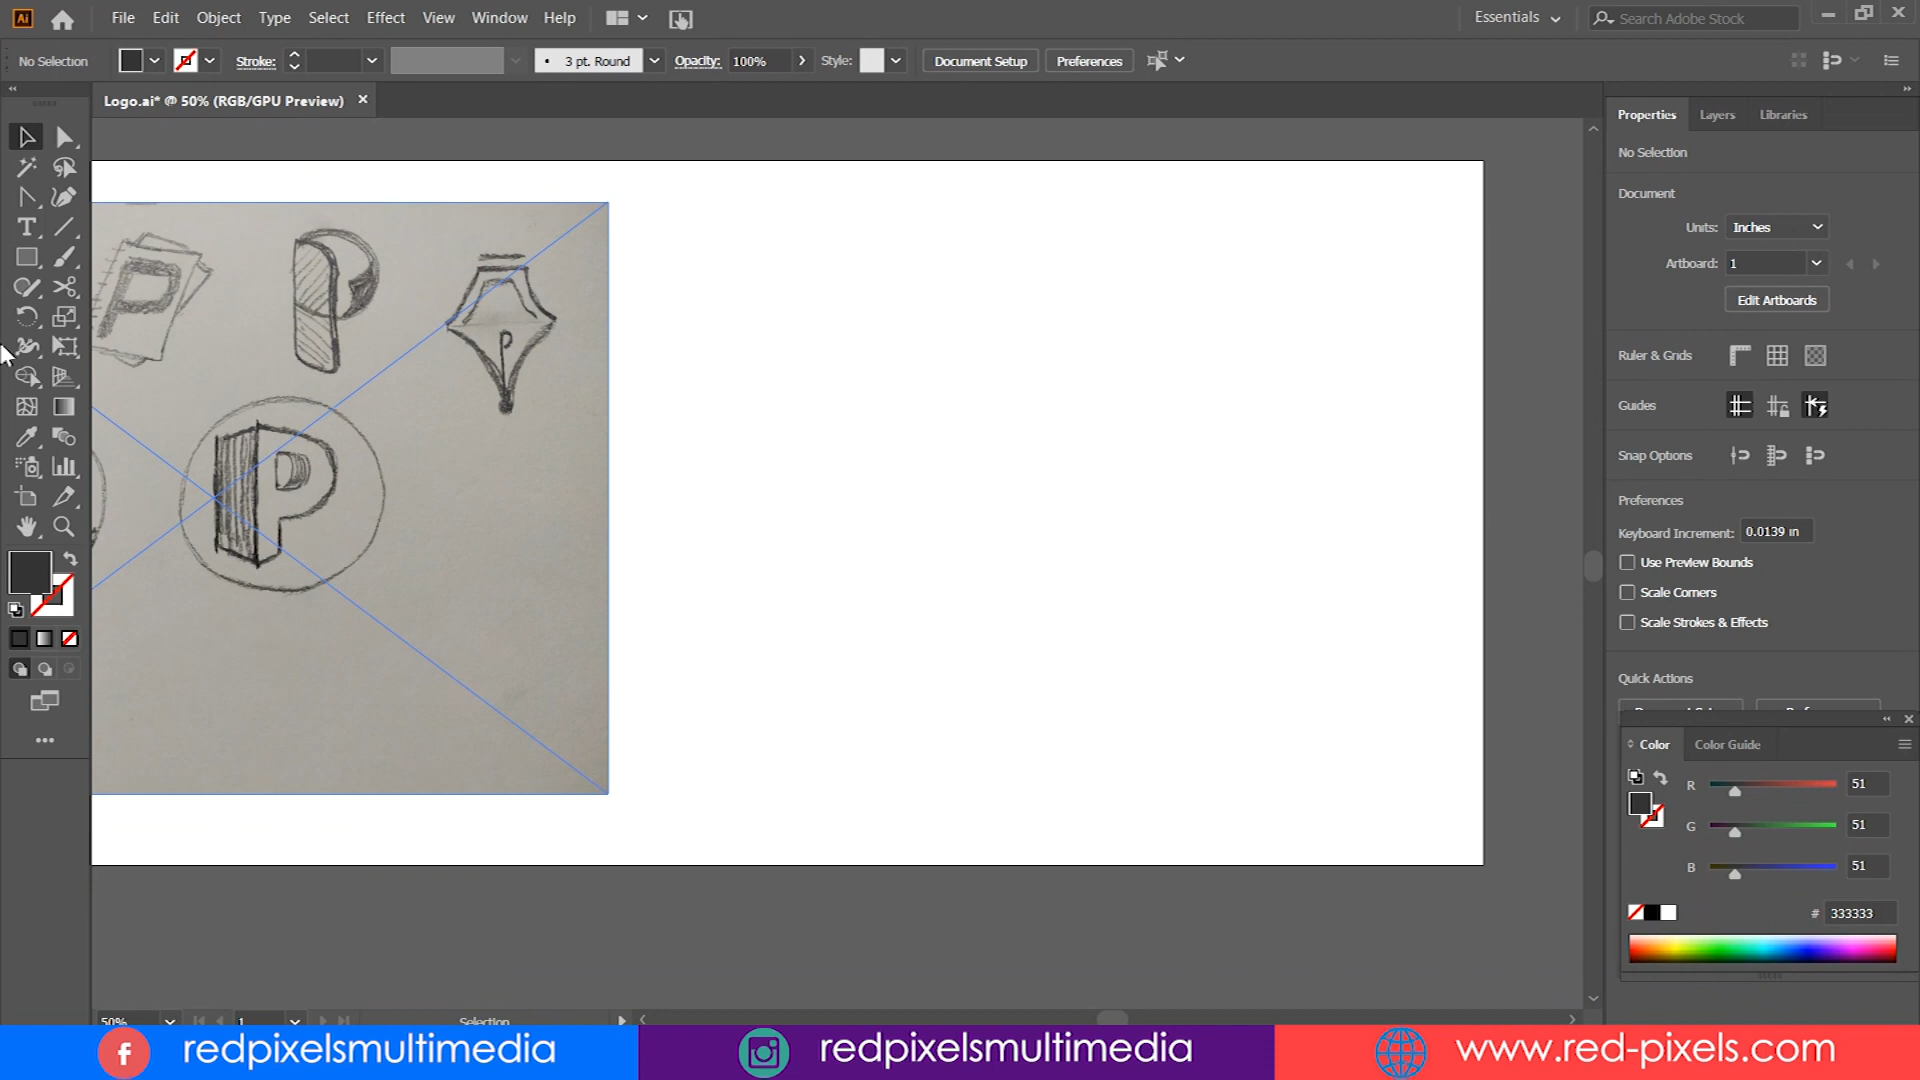 Ai File Edit Object Type Select Effect View Window Help Essentials Search Adobe Stock
No Selection Stroke: 3 pt. Round Opacity: 100% Style: Document Setup Preferences
Logo.ai* @ 50% (RGB/GPU Preview)
Properties Layers Libraries
No Selection
Document
Units: Inches
Artboard: 1
Edit Artboards
Ruler & Grids
Guides
Snap Options
Preferences
Keyboard Increment: 0.0139 in
Use Preview Bounds
Scale Corners
Scale Strokes & Effects
Quick Actions
Color Color Guide
R 51
G 51
B 51
# 333333
P P P
P
50% 1 Selection
redpixelsmultimedia redpixelsmultimedia www.red-pixels.com